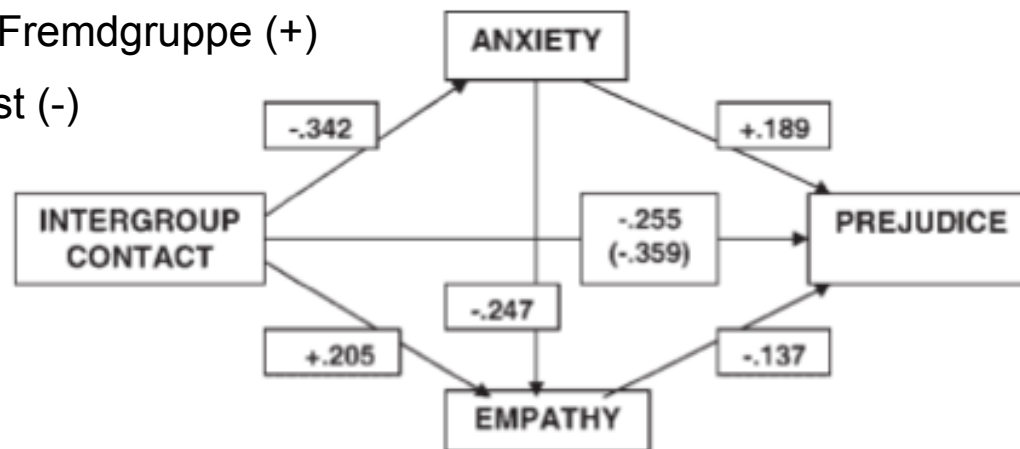 Fremdgruppe (+)
ANXIETY
st (-)
-.342
+.189
INTERGROUP
CONTACT
-.255
(-.359)
PREJUDICE
-.247
+.205
-.137
EMPATHY